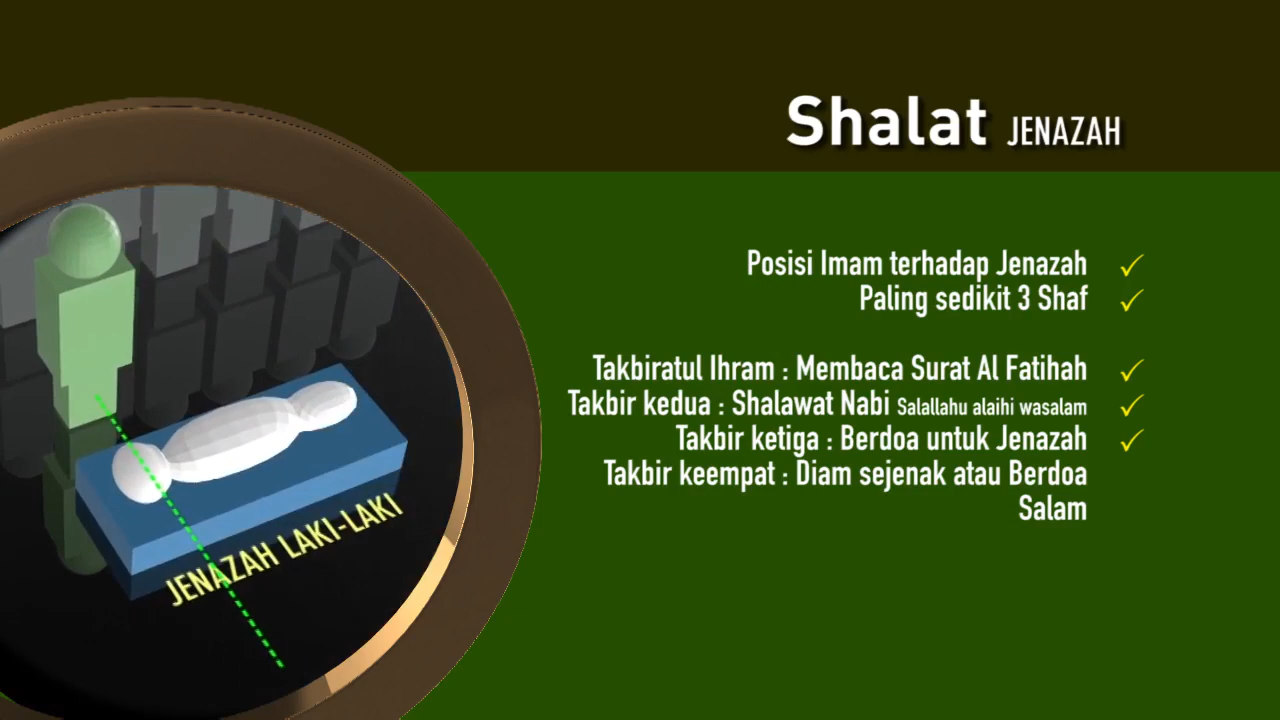 Shalat JENAZAH
Posisi Imam terhadap Jenazah
Paling sedikit 3 Shaf
Takbiratul Ihram : Membaca Surat Al Fatihah
Takbir kedua : Shalawat Nabi Salallahu alaihi wasalam
Takbir ketiga : Berdoa untuk Jenazah
Takbir keempat : Diam sejenak atau Berdoa
Salam
JENAZAH LAKI-LAKI